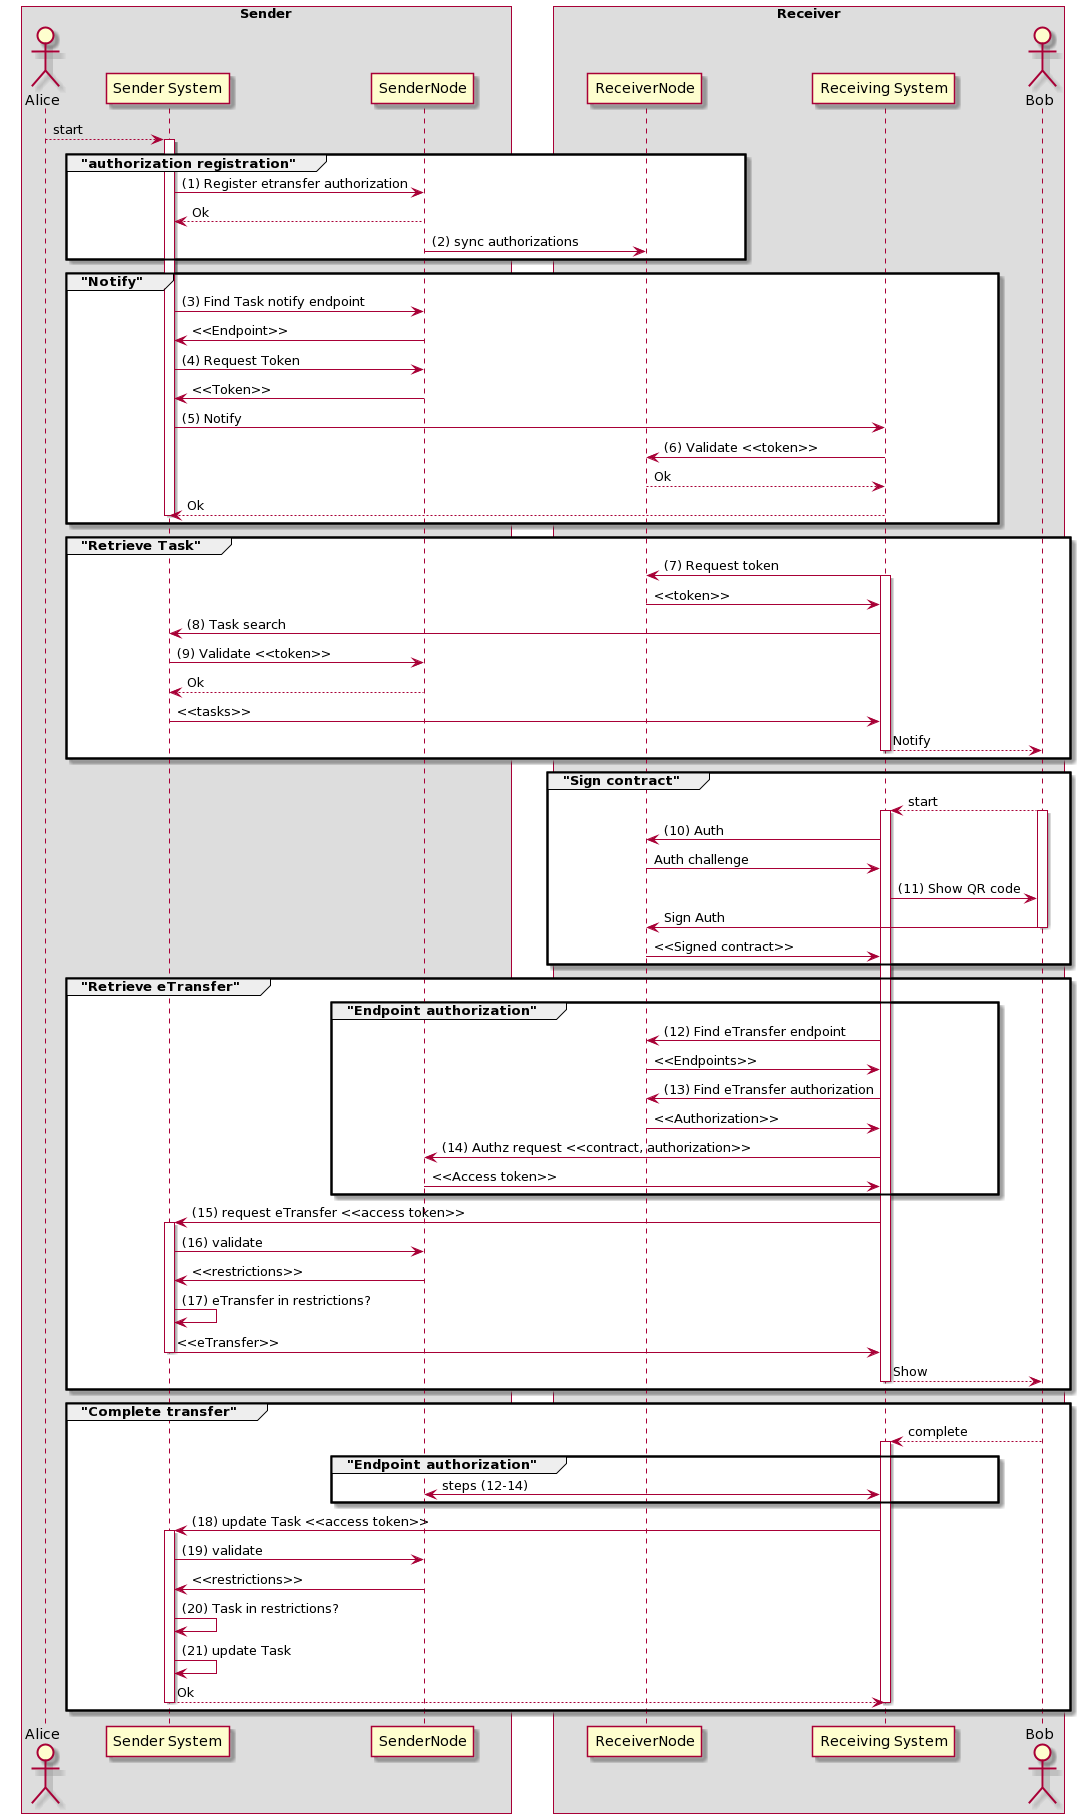 Sender
Receiver
Alice
Sender System
SenderNode
ReceiverNode
Receiving System
Bob
start
"authorization registration"
(1) Register etransfer authorization
Ok
(2) sync authorizations
"Notify"
(3) Find Task notify endpoint
<<Endpoint>>
(4) Request Token
<<Token>>
(5) Notify
(6) Validate <<token>>
Ok
Ok
"Retrieve Task"
(7) Request token
<<token>>
(8) Task search
(9) Validate <<token>>
Ok
<<tasks>>
Notify
"Sign contract"
start
(10) Auth
Auth challenge
(11) Show QR code
Sign Auth
<<Signed contract>>
"Retrieve eTransfer"
"Endpoint authorization"
(12) Find eTransfer endpoint
<<Endpoints>>
(13) Find eTransfer authorization
<<Authorization>>
(14) Authz request <<contract, authorization>>
<<Access token>>
(15) request eTransfer <<access token>>
(16) validate
<<restrictions>>
(17) eTransfer in restrictions?
<<eTransfer>>
Show
"Complete transfer"
complete
"Endpoint authorization"
steps (12-14)
(18) update Task <<access token>>
(19) validate
<<restrictions>>
(20) Task in restrictions?
(21) update Task
Ok
Alice
Sender System
SenderNode
ReceiverNode
Receiving System
Bob